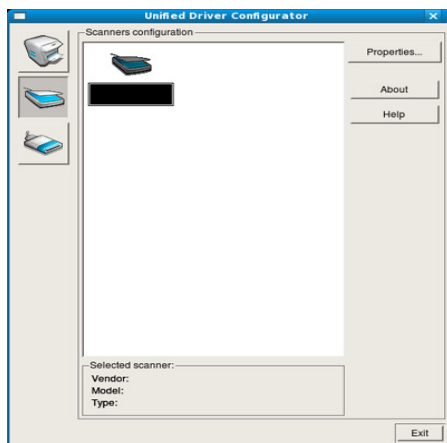 Unified Driver Configurator
Scanners configuration
Properties...
About
Help
Selected scanner:
Vendor:
Model:
Type:
Exit